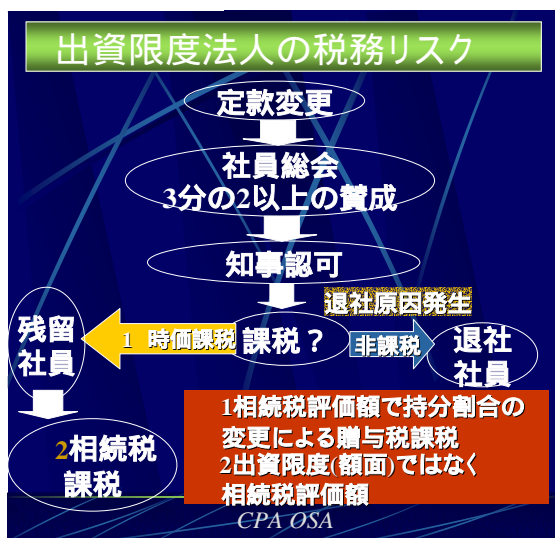 出資限度法人の税務リスク
定款変更
社員総会
3分の2以上の賛成
知事認可
退社原因発生
残留
社員
1 時価課税
課税？
非課税
退社
社員
2相続税
課税
1相続税評価額で持分割合の
変更による贈与税課税
2出資限度(額面)ではなく
相続税評価額
CPA OSA